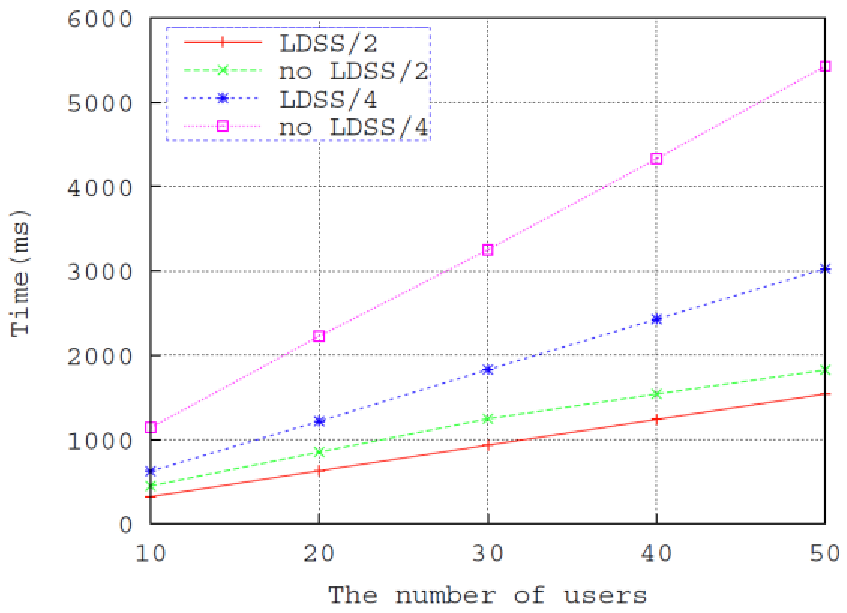 6000
5000
4000
3000
2000
1000
0
Time(ms)
LDSS/2
no LDSS/2
LDSS/4
no LDSS/4
10 20 30 40 50
The number of users